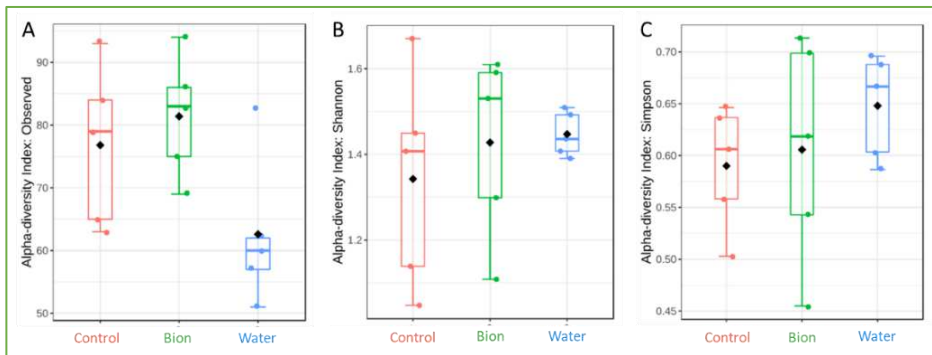 A
Alpha-diversity Index: Observed
90
80
70
60
50
Control Bion Water
B
Alpha-diversity Index: Shannon
1.6
1.4
1.2
Control Bion Water
C
Alpha-diversity Index: Simpson
0.70
0.65
0.60
0.55
0.50
0.45
Control Bion Water